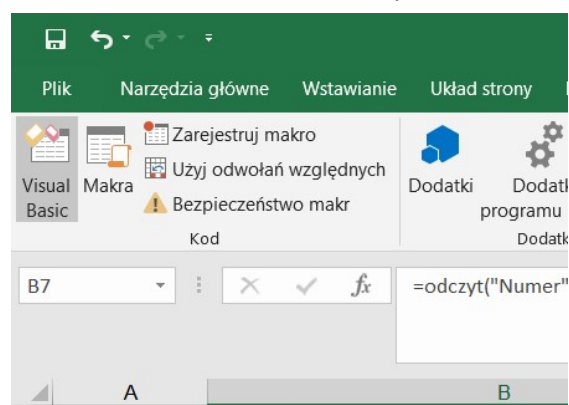 Plik Narzędzia główne Wstawianie Układ strony
Zarejestruj makro
Użyj odwołań względnych
Visual Basic Makra Bezpieczeństwo makr Dodatki programu
Kod
B7 fx =odczyt("Numer"
A B